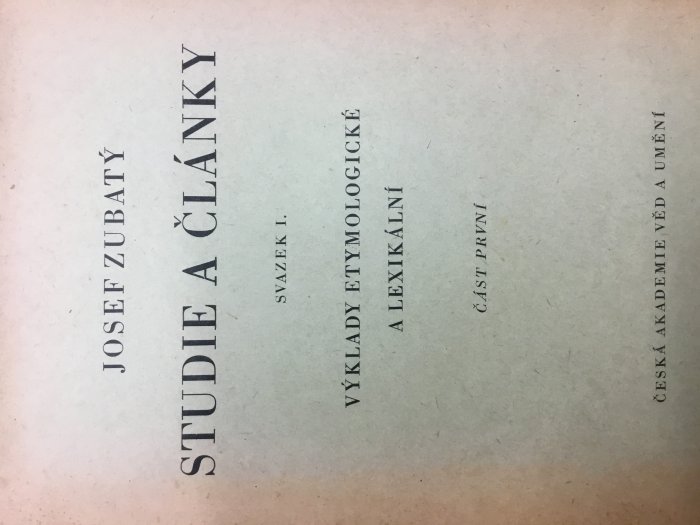 JOSEF ZUBATÝ
STUDIE A ČLÁNKY
SVAZEK I.
VÝKLADY ETYMOLOGICKÉ
A LEXIKÁLNÍ
ČÁST PRVNÍ
ČESKÁ AKADEMIE VĚD A UMĚNÍ